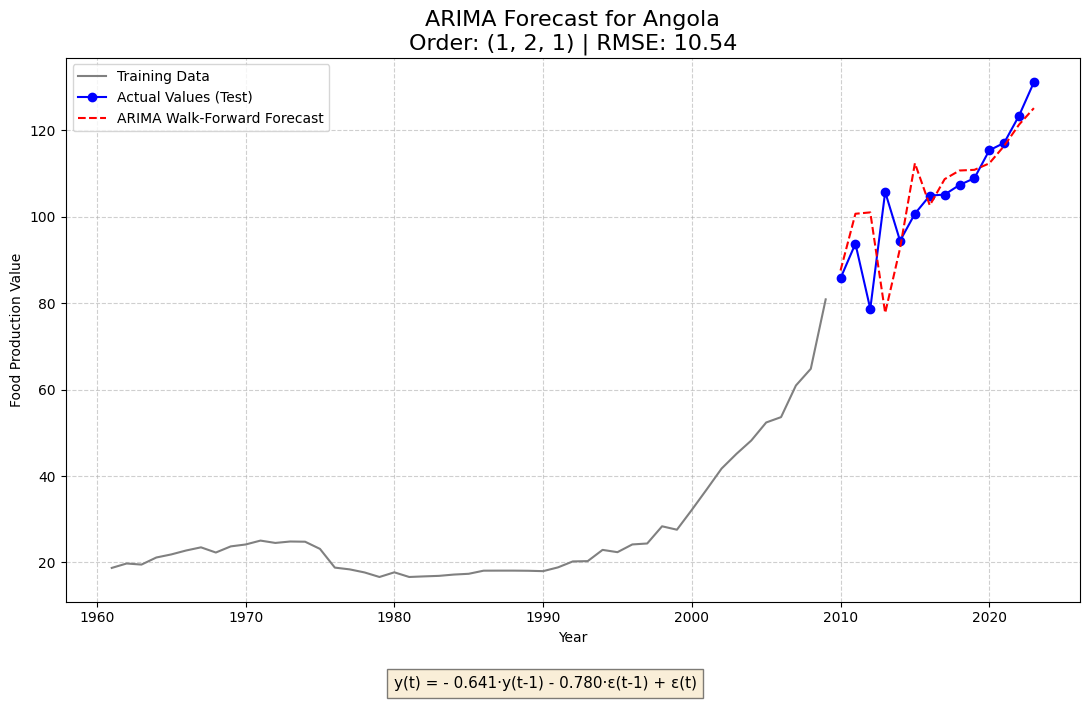 ARIMA Forecast for Angola
Order: (1, 2, 1) | RMSE: 10.54
Training Data
Actual Values (Test)
ARIMA Walk-Forward Forecast
Food Production Value
120
100
80
60
40
20
1960 1970 1980 1990 2000 2010 2020
Year
y(t) = - 0.641·y(t-1) - 0.780·ε(t-1) + ε(t)